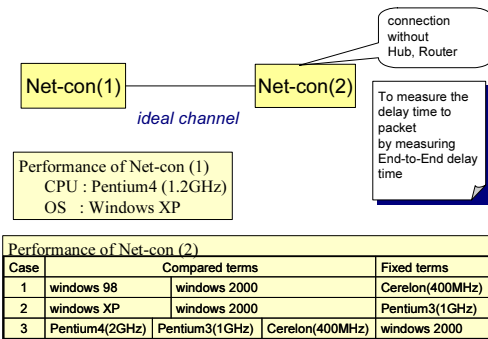 connection
without
Hub, Router
Net-con(1)
Net-con(2)
ideal channel
To measure the
delay time to
packet
by measuring
End-to-End delay
time
Performance of Net-con (1)
CPU : Pentium4 (1.2GHz)
OS : Windows XP
Performance of Net-con (2)
Case Compared terms Fixed terms
1 windows 98 windows 2000 Cerelon(400MHz)
2 windows XP windows 2000 Pentium3(1GHz)
3 Pentium4(2GHz) Pentium3(1GHz) Cerelon(400MHz) windows 2000